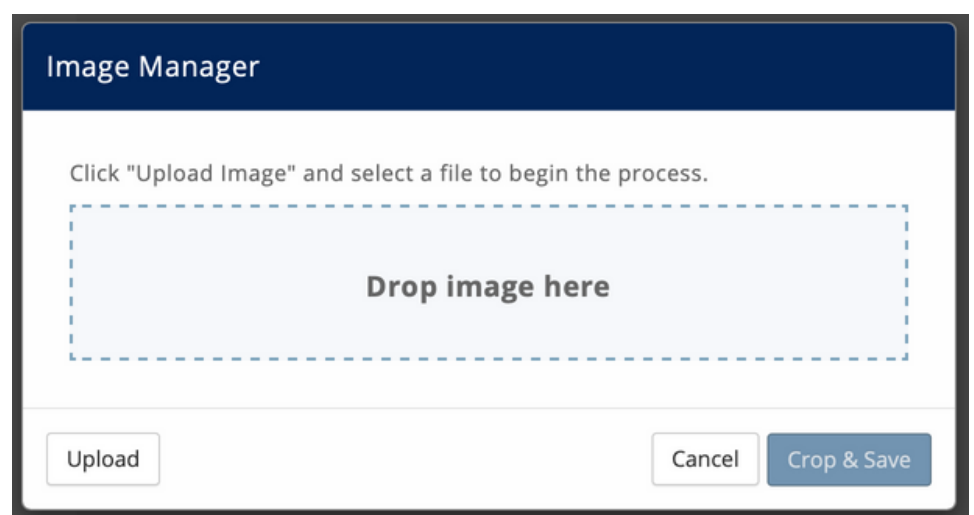 Image Manager
Click "Upload Image" and select a file to begin the process.
Drop image here
Upload
Cancel
Crop & Save